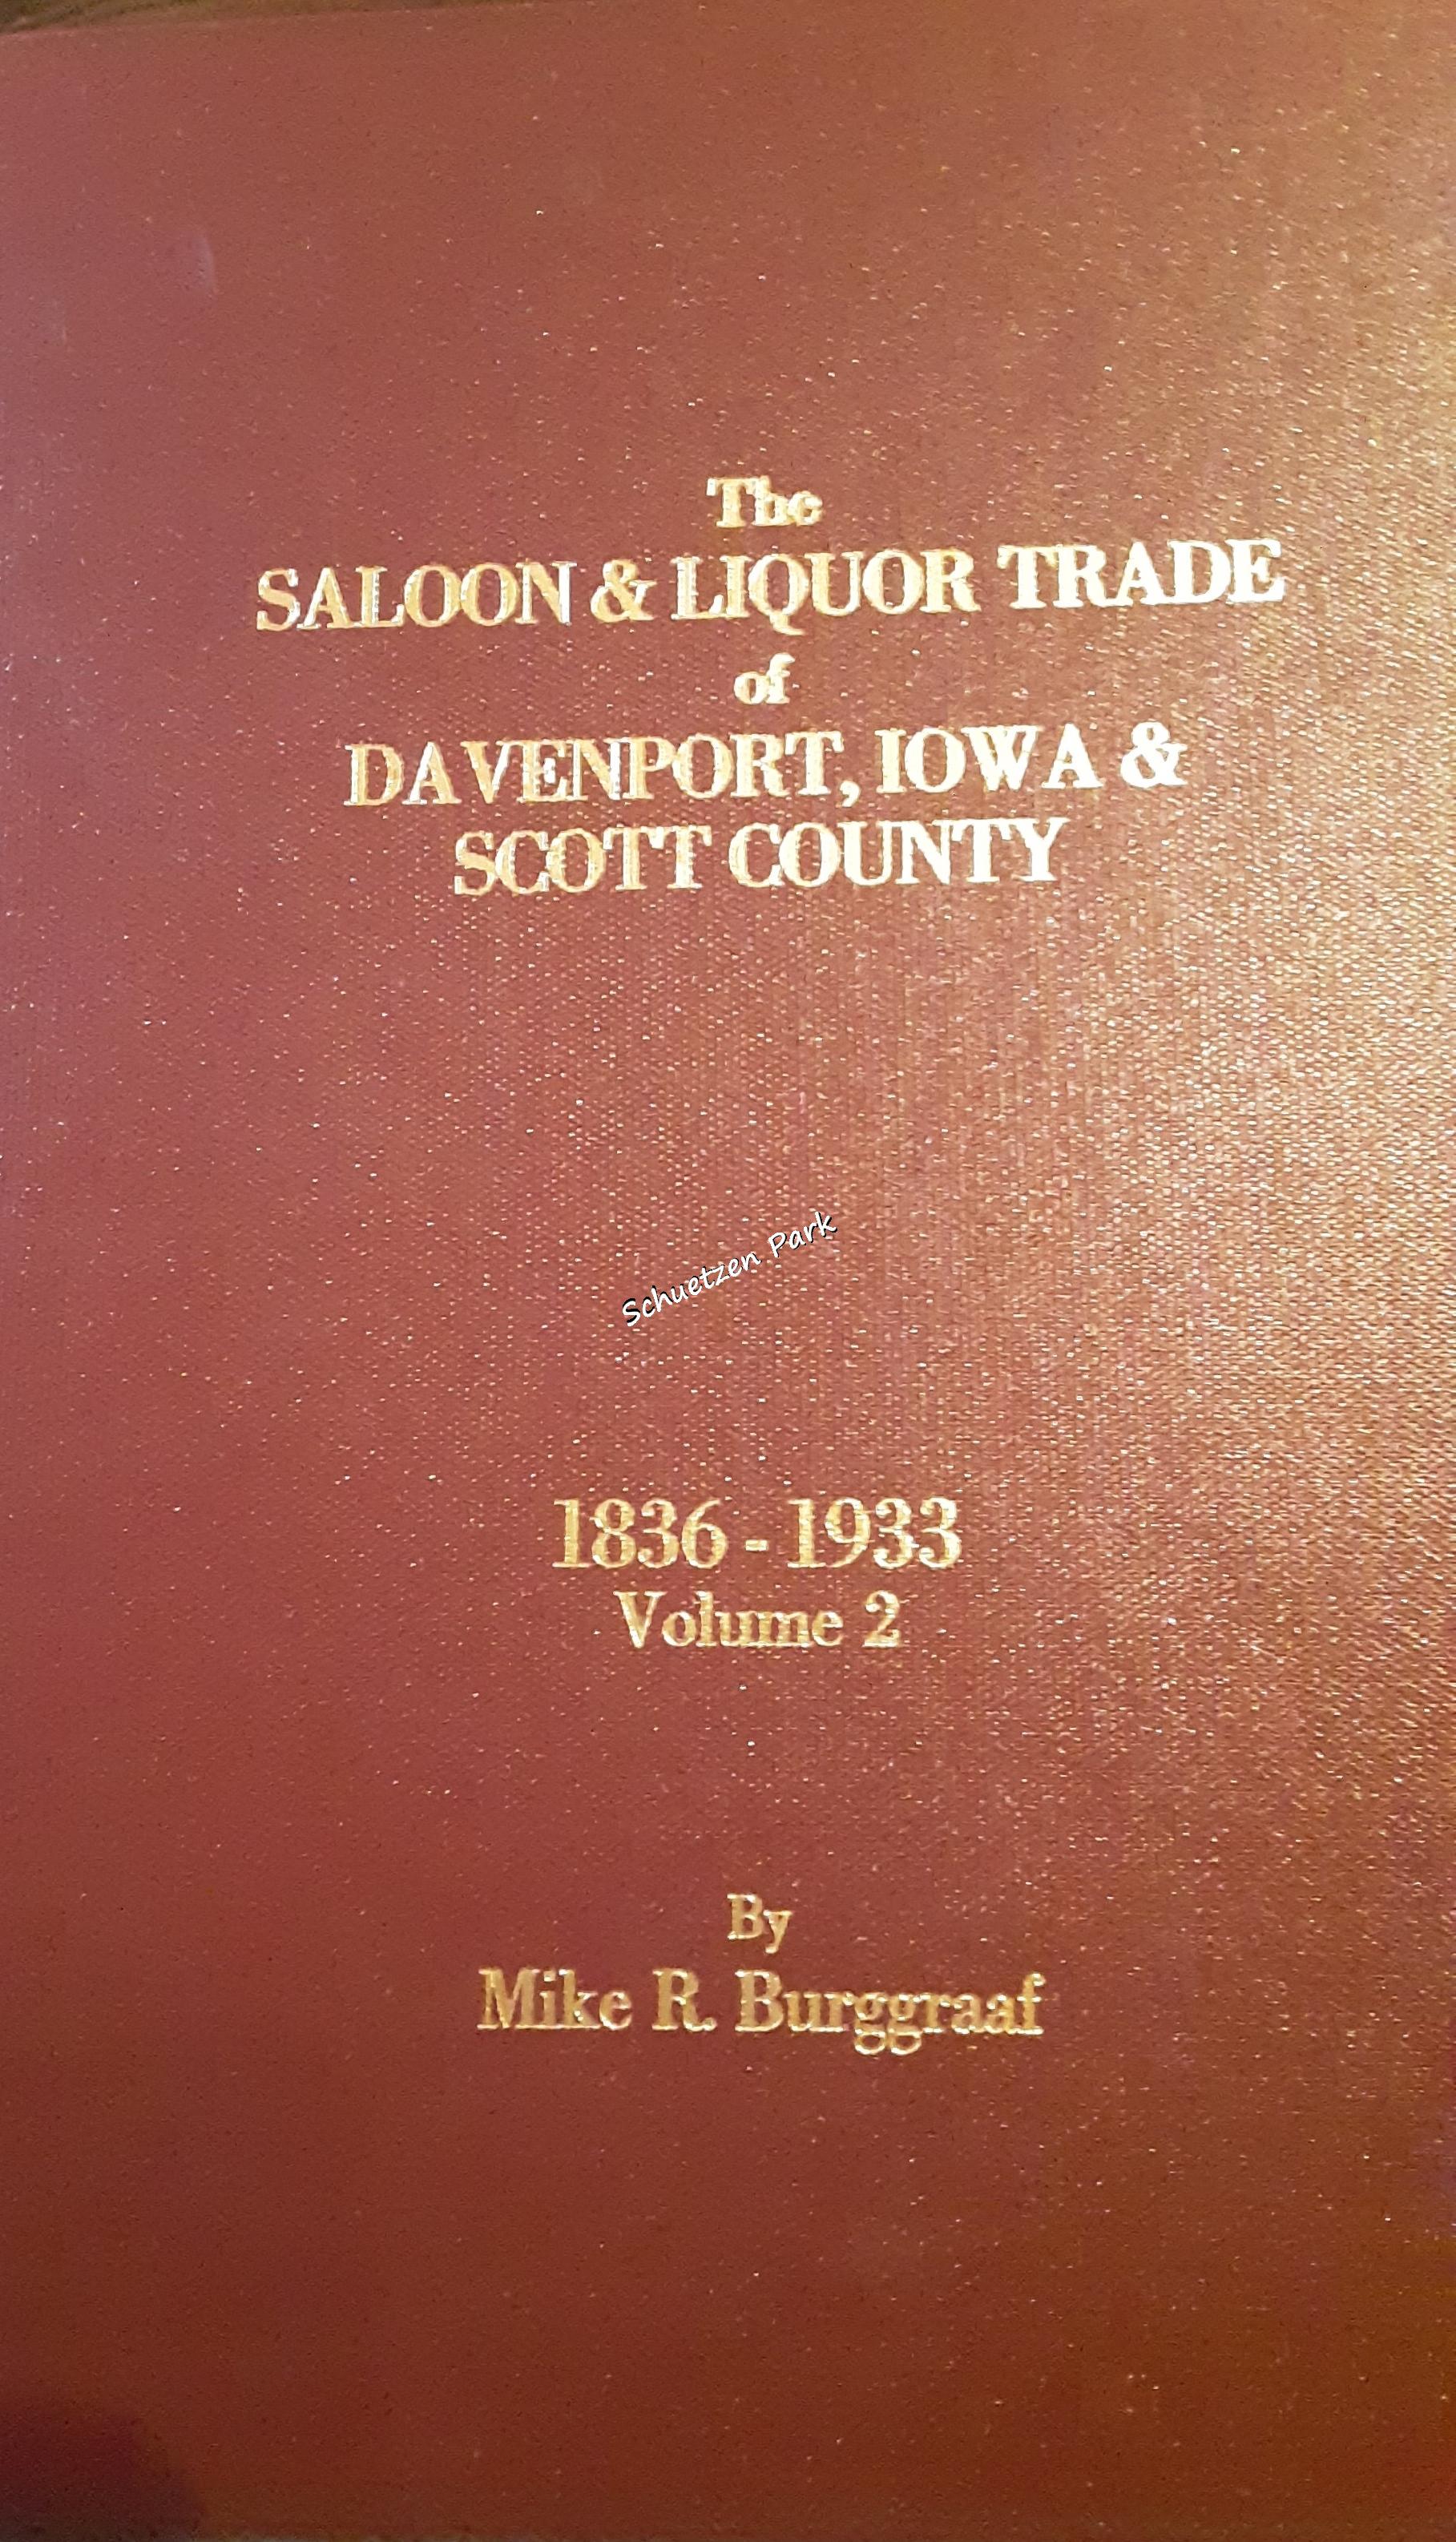 The
SALOON & LIQUOR TRADE
of
DAVENPORT, IOWA &
SCOTT COUNTY
Schuetzen Park
1836 - 1933
Volume 2
By
Mike R. Burggraaf